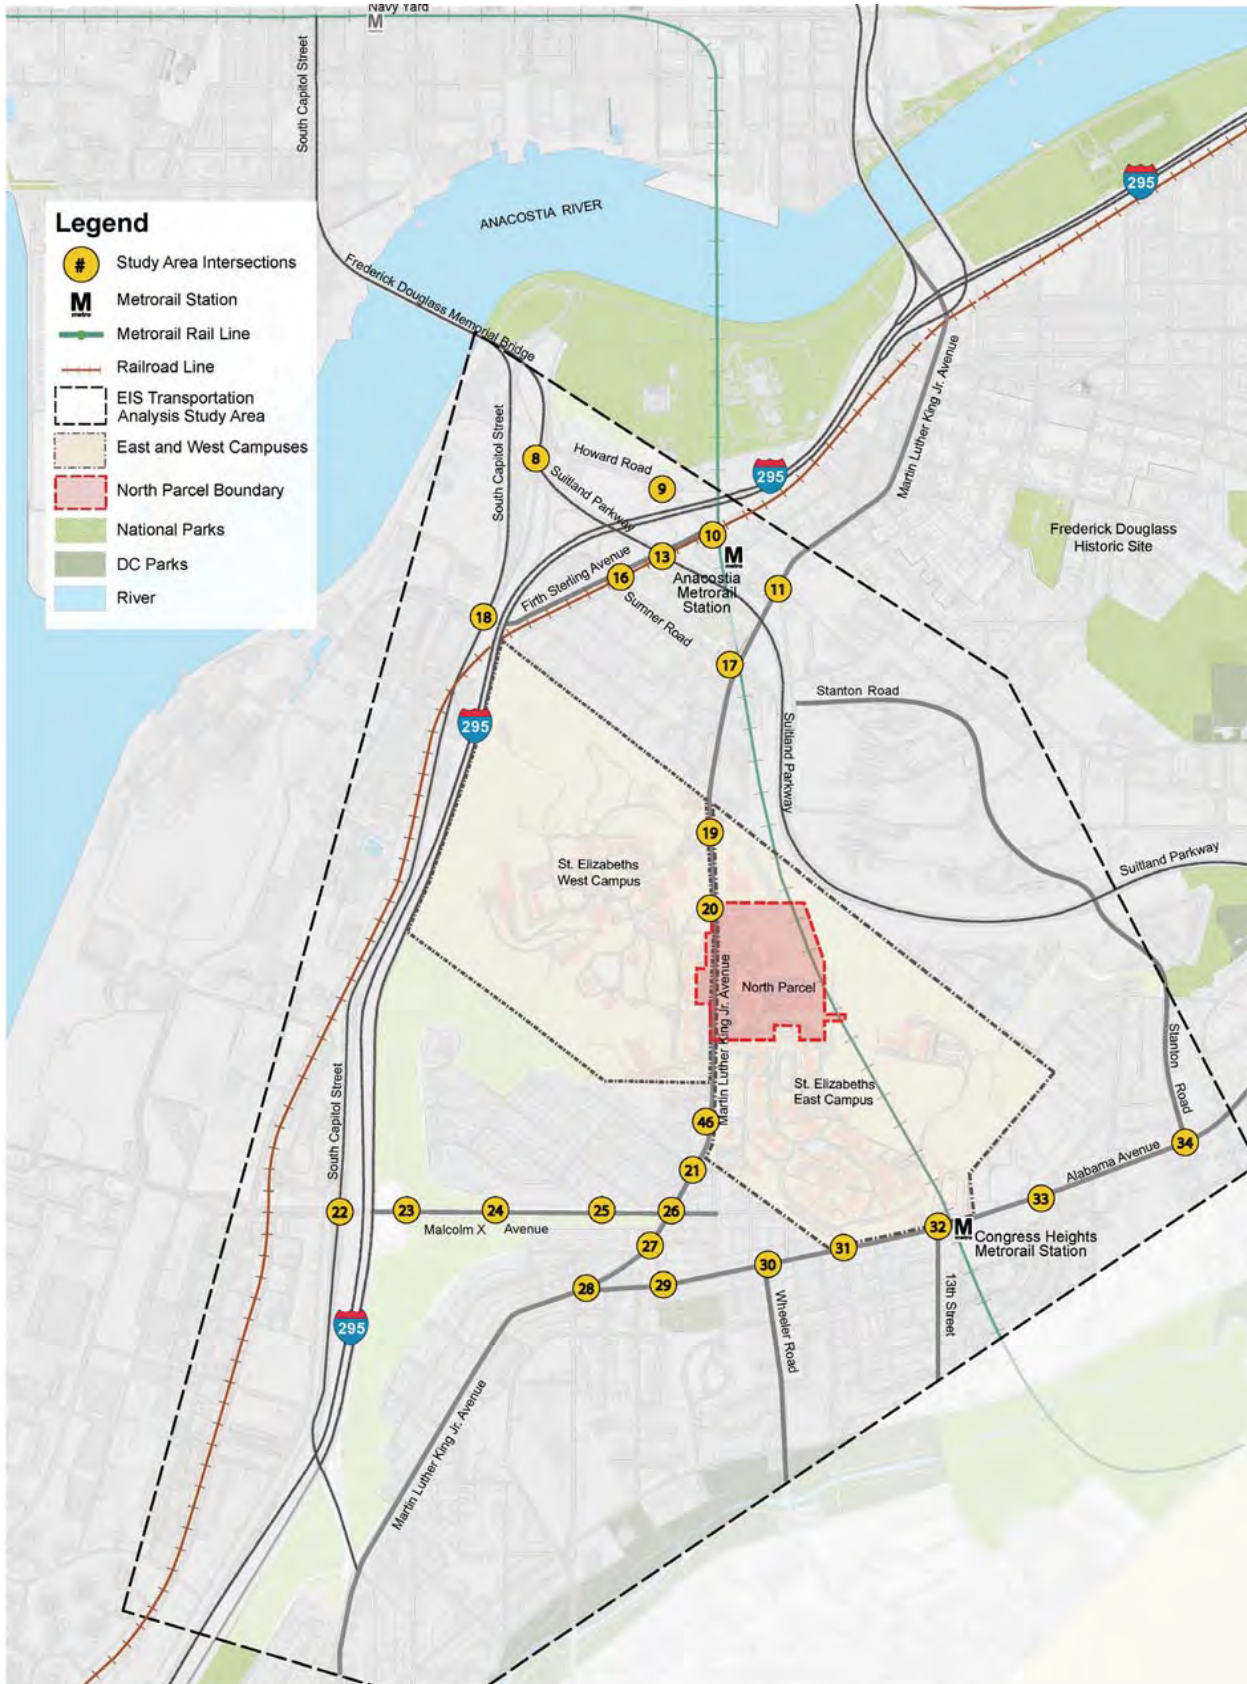 Navy Yard
M
South Capitol Street
295
ANACOSTIA RIVER
Legend
# Study Area Intersections
M
metro
Metrorail Station
Metrorail Rail Line
Railroad Line
EIS Transportation
Analysis Study Area
East and West Campuses
North Parcel Boundary
National Parks
DC Parks
River
Frederick Douglass Memorial Bridge
Martin Luther King Jr. Avenue
South Capitol Street
8
Howard Road
9
295
Suitland Parkway
Frederick Douglass
Historic Site
10
M
metro
13
Anacostia
Metrorail
Station
Firth Sterling Avenue
16
Sumner Road
11
18
17
Stanton Road
295
Suitland Parkway
19
Suitland Parkway
St. Elizabeths
West Campus
20
North Parcel
Martin Luther King Jr. Avenue
Stanton Road
St. Elizabeths
East Campus
South Capitol Street
46
34
21
Alabama Avenue
33
22
23
24
25
26
Malcolm X Avenue
32
M
metro
Congress Heights
Metrorail Station
27
31
30
28
29
13th Street
Wheeler Road
295
Martin Luther King Jr. Avenue